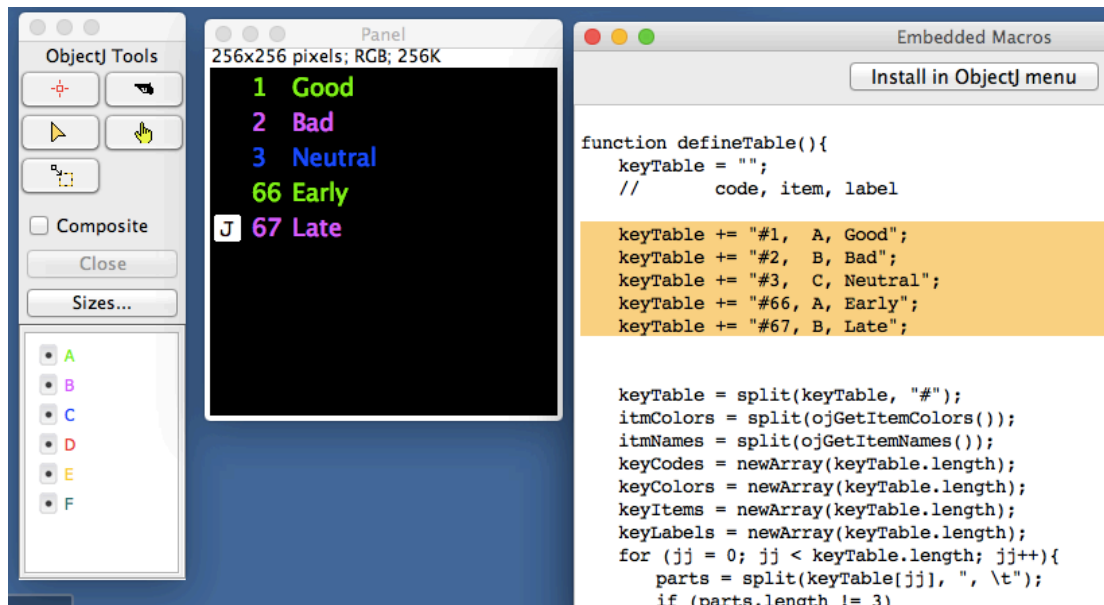 ObjectJ Tools
Composite
Close
Sizes...
A
B
C
D
E
F
Panel
256x256 pixels; RGB; 256K
1 Good
2 Bad
3 Neutral
66 Early
J 67 Late
Embedded Macros
Install in ObjectJ menu
function defineTable(){
keyTable = "";
// code, item, label
keyTable += "#1, A, Good";
keyTable += "#2, B, Bad";
keyTable += "#3, C, Neutral";
keyTable += "#66, A, Early";
keyTable += "#67, B, Late";
keyTable = split(keyTable, "#");
itmColors = split(ojGetItemColors());
itmNames = split(ojGetItemNames());
keyCodes = newArray(keyTable.length);
keyColors = newArray(keyTable.length);
keyItems = newArray(keyTable.length);
keyLabels = newArray(keyTable.length);
for (jj = 0; jj < keyTable.length; jj++){
parts = split(keyTable[jj], ", \t");
if (parts.length != 3)